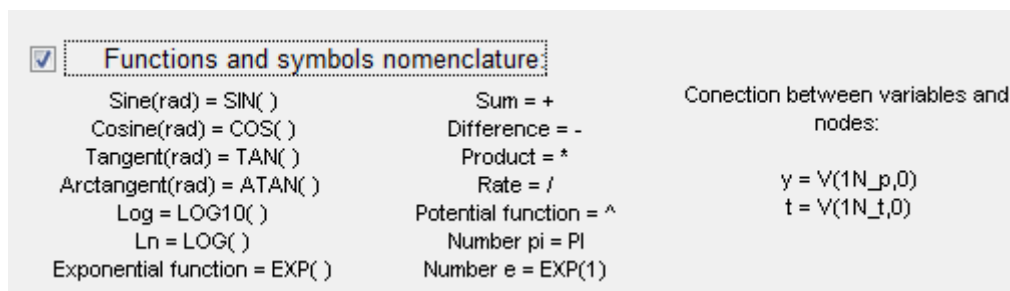 Functions and symbols nomenclature:
Sine(rad) = SIN( )
Cosine(rad) = COS( )
Tangent(rad) = TAN( )
Arctangent(rad) = ATAN( )
Log = LOG10( )
Ln = LOG( )
Exponential function = EXP( )
Sum = +
Difference = -
Product = *
Rate = /
Potential function = ^
Number pi = PI
Number e = EXP(1)
Conection between variables and
nodes:
y = V(1N_p,0)
t = V(1N_t,0)